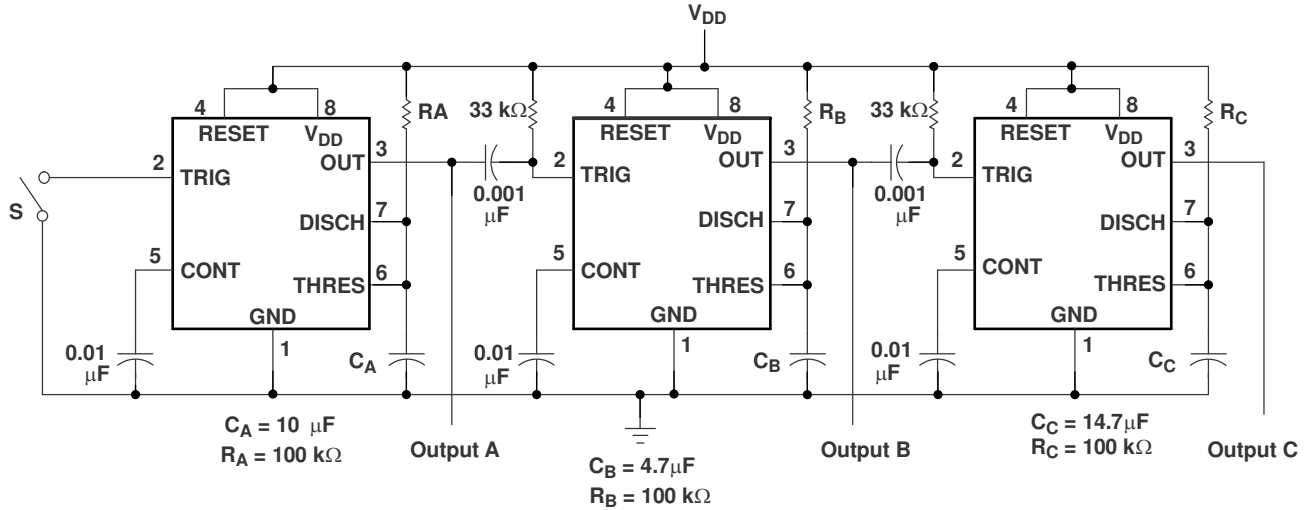 VDD
4
8
RESET
VDD
2
TRIG
OUT
3
DISCH
7
5
CONT
THRES
6
GND
1
S
0.01
μF
RA
CA
CA = 10 μF
RA = 100 kΩ
Output A
33 kΩ
0.001
μF
4
8
RESET
VDD
2
TRIG
OUT
3
DISCH
7
5
CONT
THRES
6
GND
1
0.01
μF
RB
CB
CB = 4.7μF
RB = 100 kΩ
Output B
33 kΩ
0.001
μF
4
8
RESET
VDD
2
TRIG
OUT
3
DISCH
7
5
CONT
THRES
6
GND
1
0.01
μF
RC
CC
CC = 14.7μF
RC = 100 kΩ
Output C